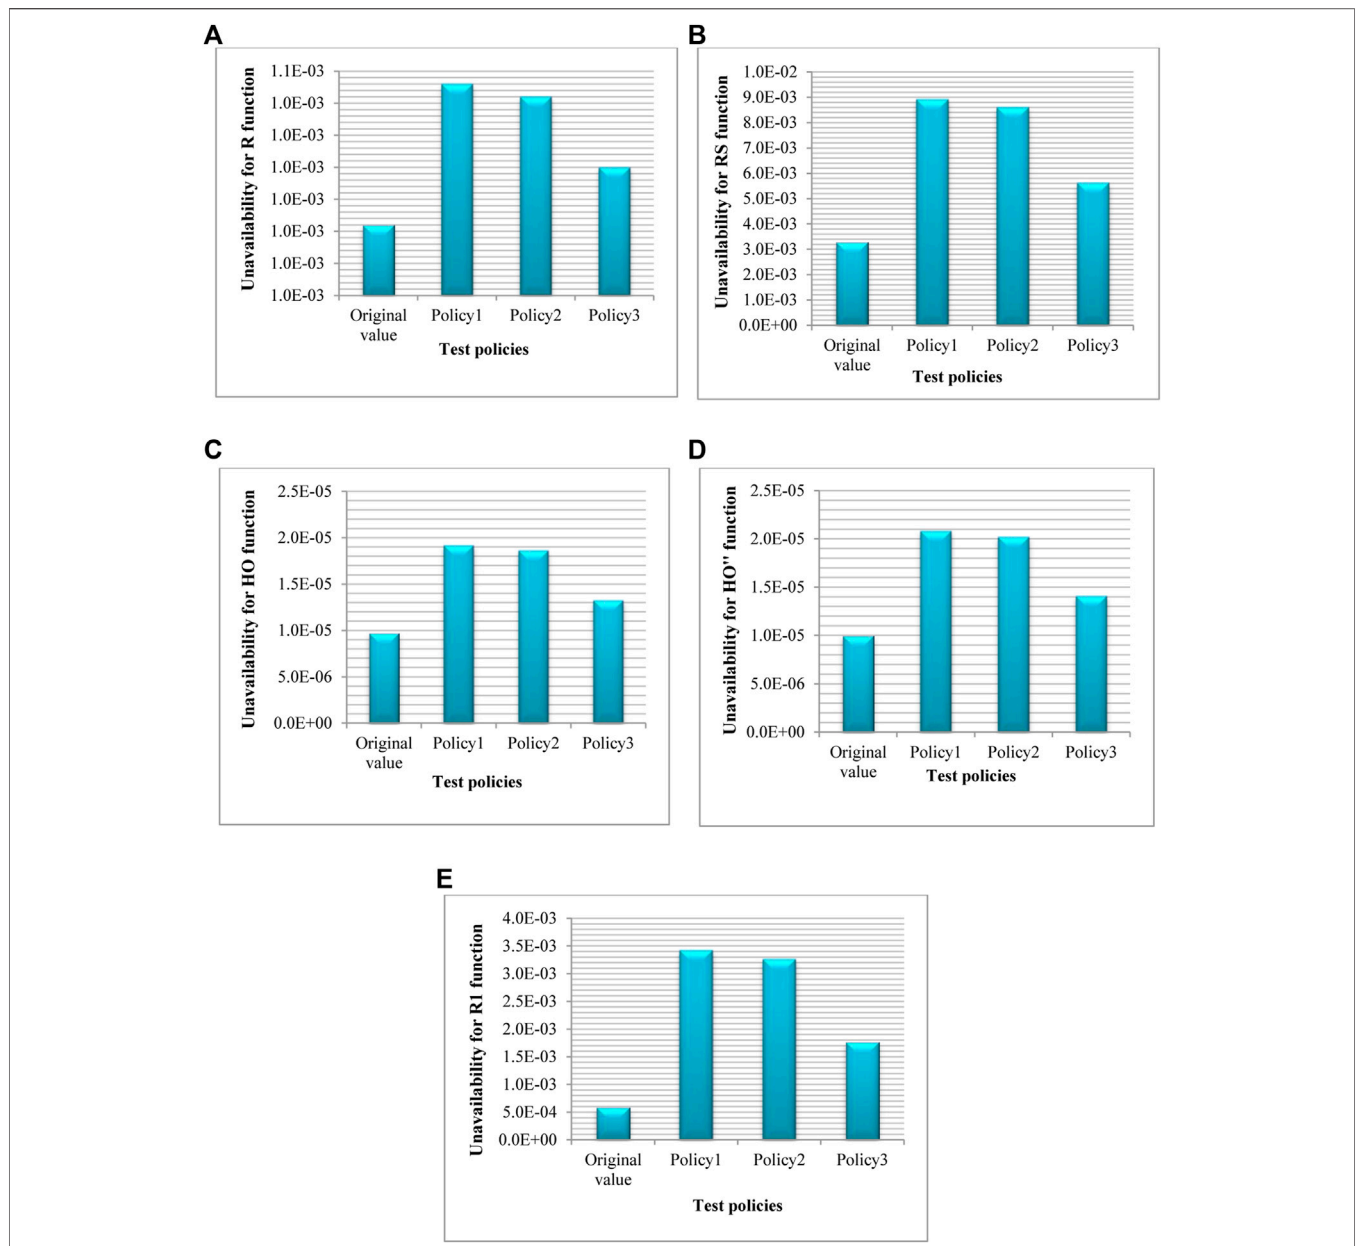 A
Unavailability for R function
1.1E-03
1.0E-03
1.0E-03
1.0E-03
1.0E-03
1.0E-03
1.0E-03
1.0E-03
Original value
Policy1
Policy2
Policy3
Test policies
B
Unavailability for RS function
1.0E-02
9.0E-03
8.0E-03
7.0E-03
6.0E-03
5.0E-03
4.0E-03
3.0E-03
2.0E-03
1.0E-03
0.0E+00
Original value
Policy1
Policy2
Policy3
Test policies
C
Unavailability for HO function
2.5E-05
2.0E-05
1.5E-05
1.0E-05
5.0E-06
0.0E+00
Original value
Policy1
Policy2
Policy3
Test policies
D
Unavailability for HO" function
2.5E-05
2.0E-05
1.5E-05
1.0E-05
5.0E-06
0.0E+00
Original value
Policy1
Policy2
Policy3
Test policies
E
Unavailability for R1 function
4.0E-03
3.5E-03
3.0E-03
2.5E-03
2.0E-03
1.5E-03
1.0E-03
5.0E-04
0.0E+00
Original value
Policy1
Policy2
Policy3
Test policies